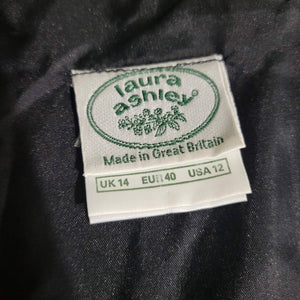 laura
ashley
Made in Great Britain
UK 14 EUR 40 USA 12